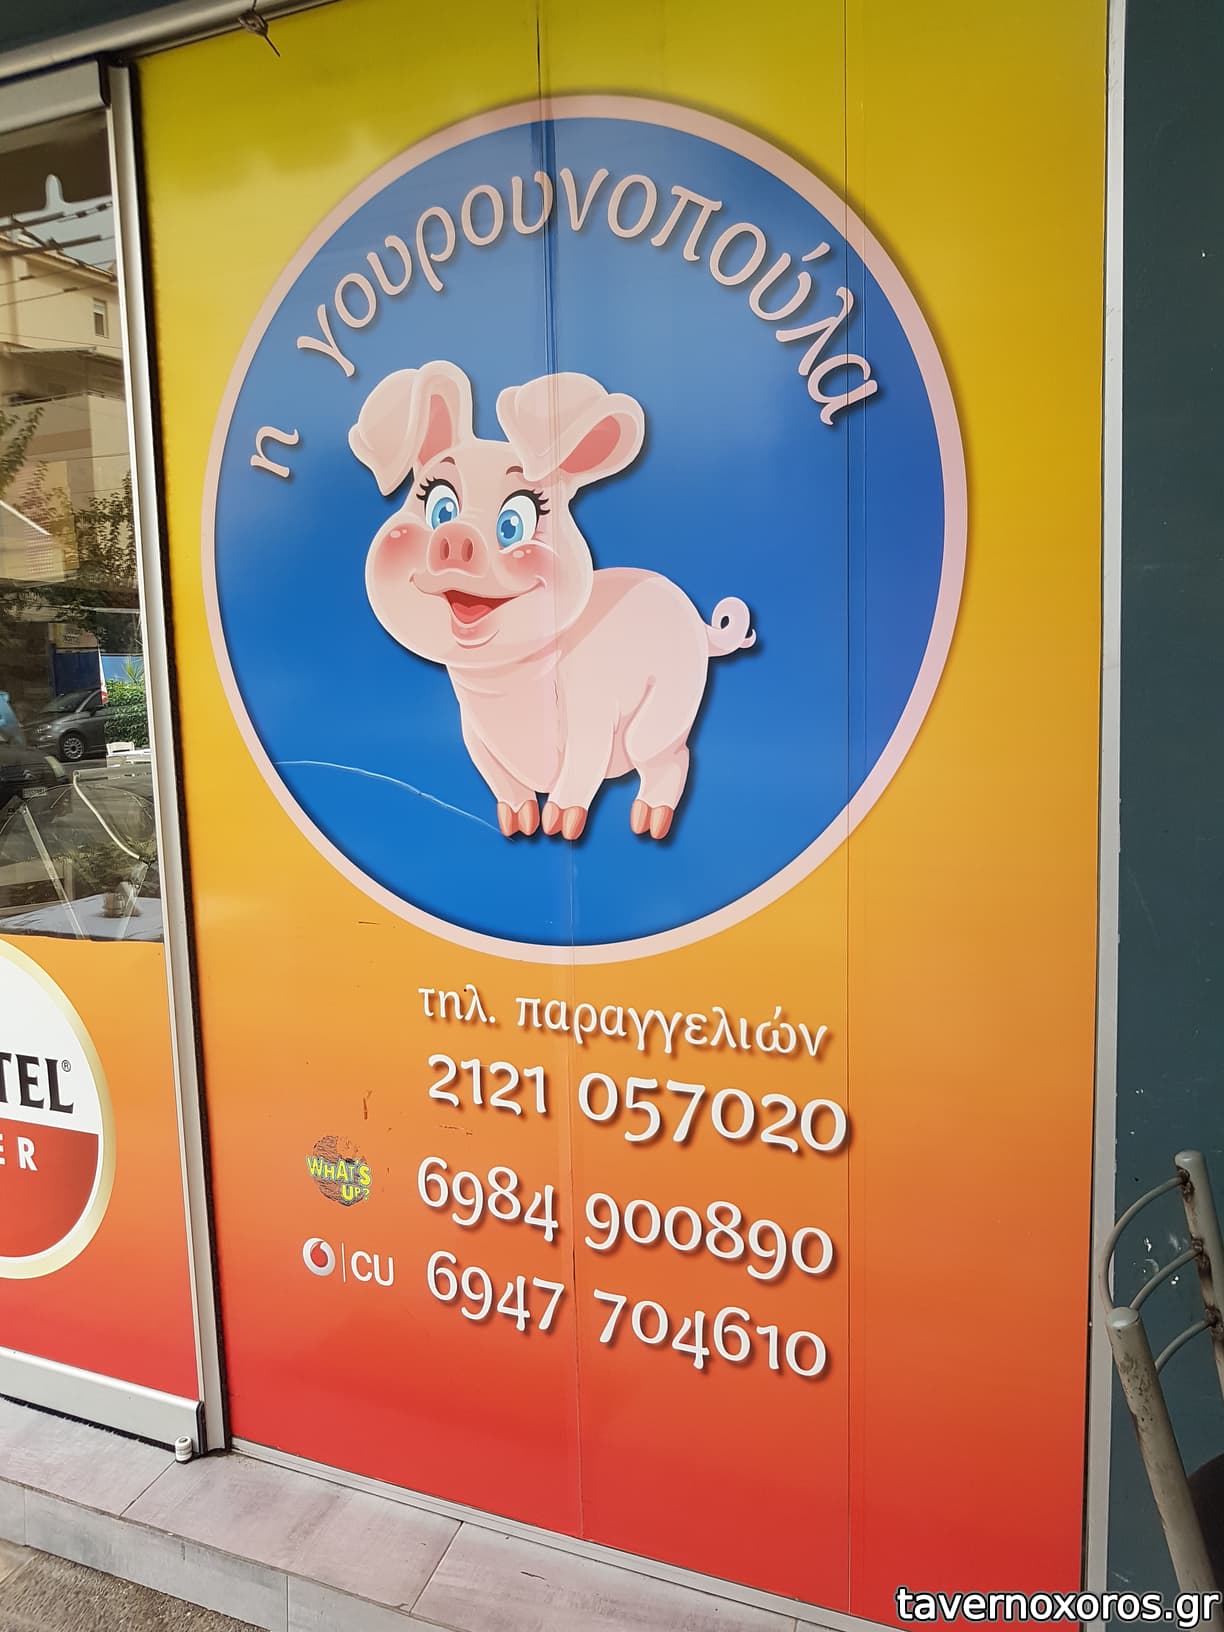 η γουρουνοπούλα
τηλ. παραγγελιών
2121 057020
WHAT'S UP?
6984 900890
CU
6947 704610
TEL®
ER
tavernoxoros.gr